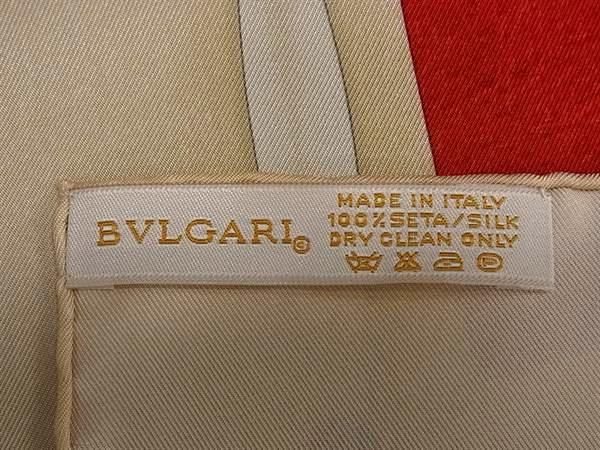 BVLGARI
MADE IN ITALY
100% SETA/SILK
DRY CLEAN ONLY
P